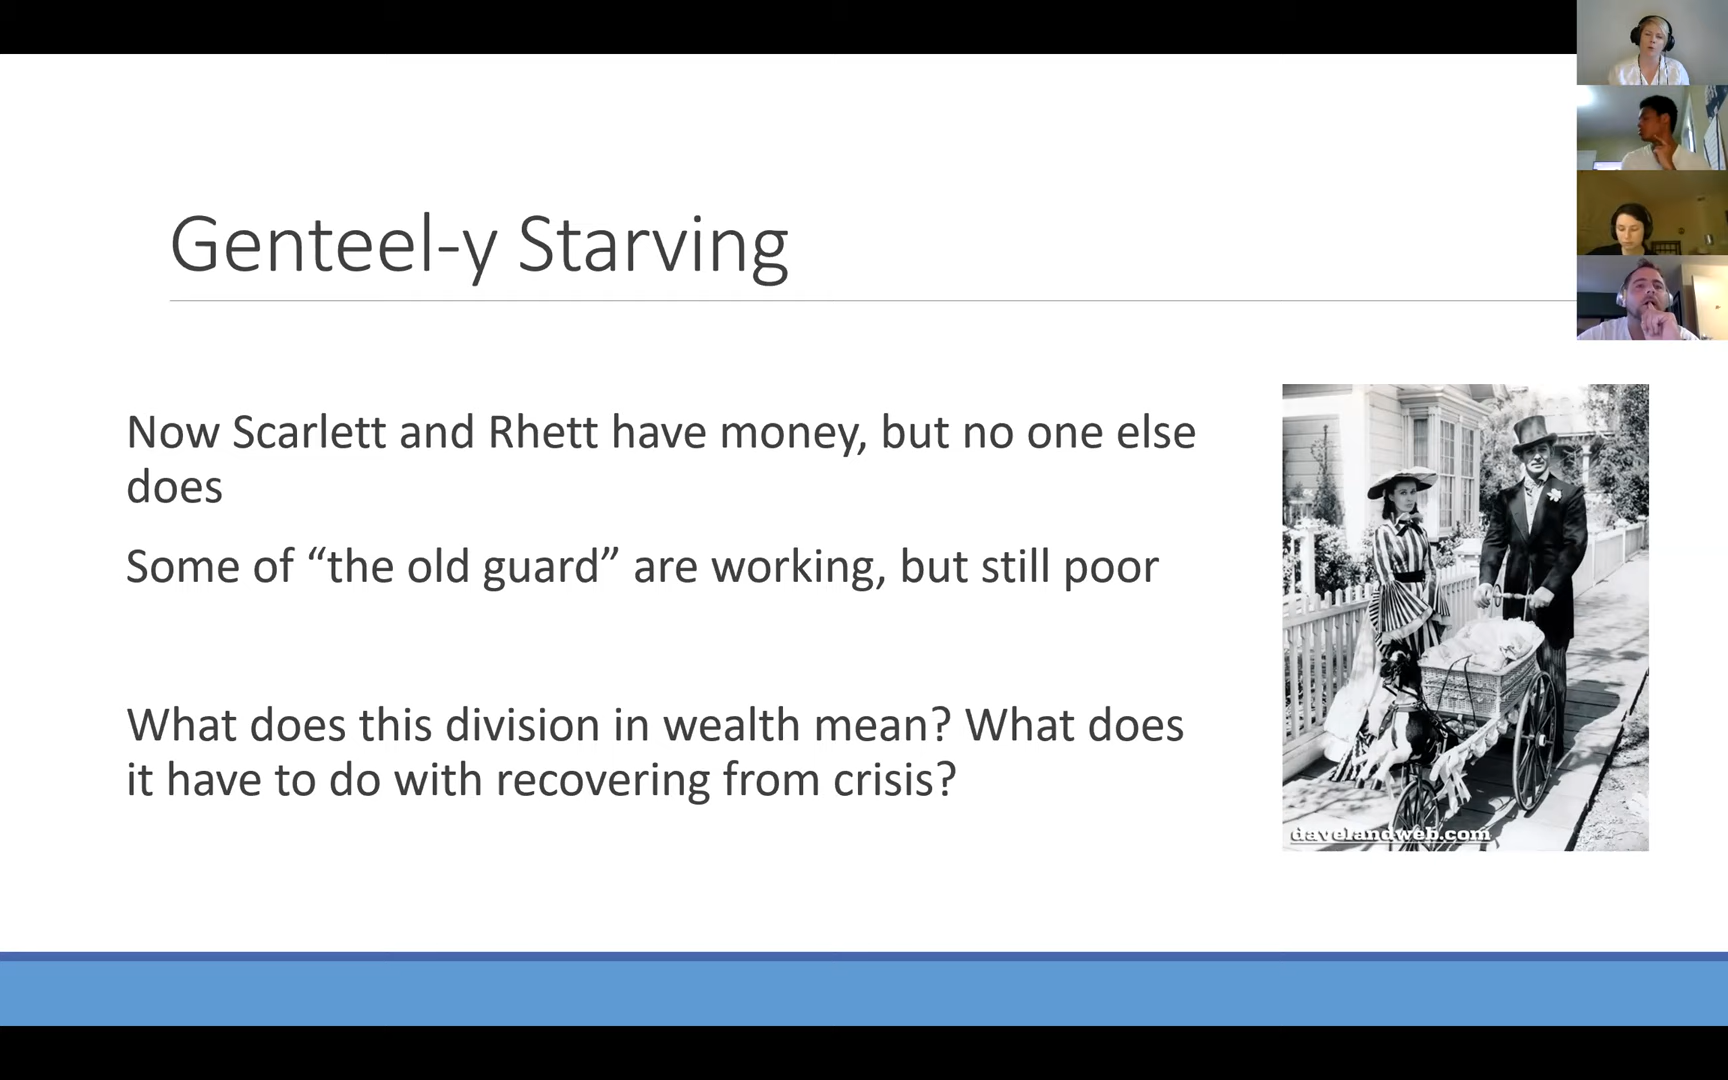 Genteel-y Starving
Now Scarlett and Rhett have money, but no one else
does
Some of “the old guard” are working, but still poor
What does this division in wealth mean? What does
it have to do with recovering from crisis?
davelandweb.com